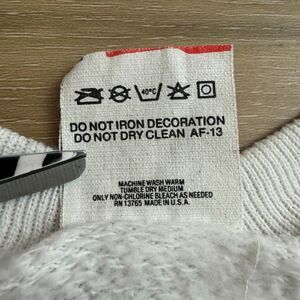 40°C
DO NOT IRON DECORATION
DO NOT DRY CLEAN AF-13
MACHINE WASH WARM
TUMBLE DRY MEDIUM
ONLY NON-CHLORINE BLEACH AS NEEDED
RN 13765 MADE IN U.S.A.